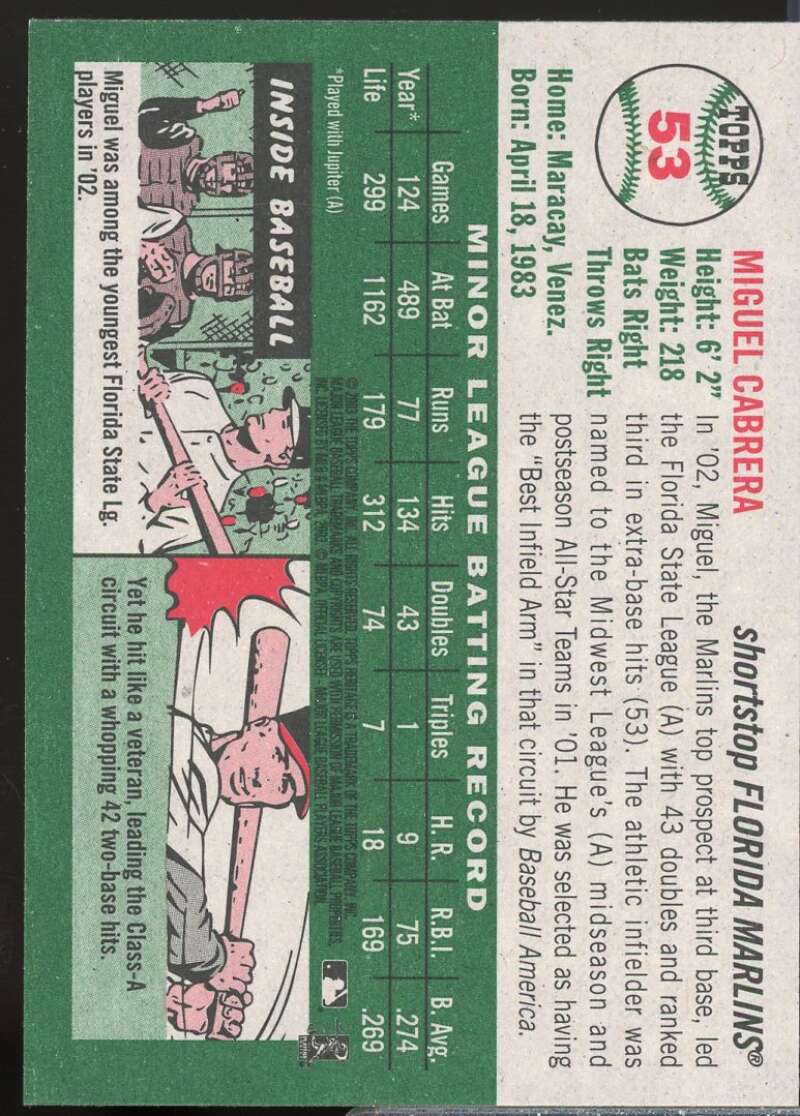 TOPPS
53
MIGUEL CABRERA
shortstop FLORIDA MARLINS®
Height: 6' 2"
Weight: 218
Bats Right
Throws Right
Home: Maracay, Venez.
Born: April 18, 1983
In '02, Miguel, the Marlins top prospect at third base, led
the Florida State League (A) with 43 doubles and ranked
third in extra-base hits (53). The athletic infielder was
named to the Midwest League's (A) midseason and
postseason All-Star Teams in '01. He was selected as having
the "Best Infield Arm" in that circuit by Baseball America.
MINOR LEAGUE BATTING RECORD
Year* Games At Bat Runs Hits Doubles Triples H. R. R.B.I. B. Avg.
124 489 77 134 43 1 9 75 .274
Life 299 1162 179 312 74 7 18 169 .269
*Played with Jupiter (A)
INSIDE BASEBALL
Miguel was among the youngest Florida State Lg.
players in '02.
Yet he hit like a veteran, leading the Class-A
circuit with a whopping 42 two-base hits.